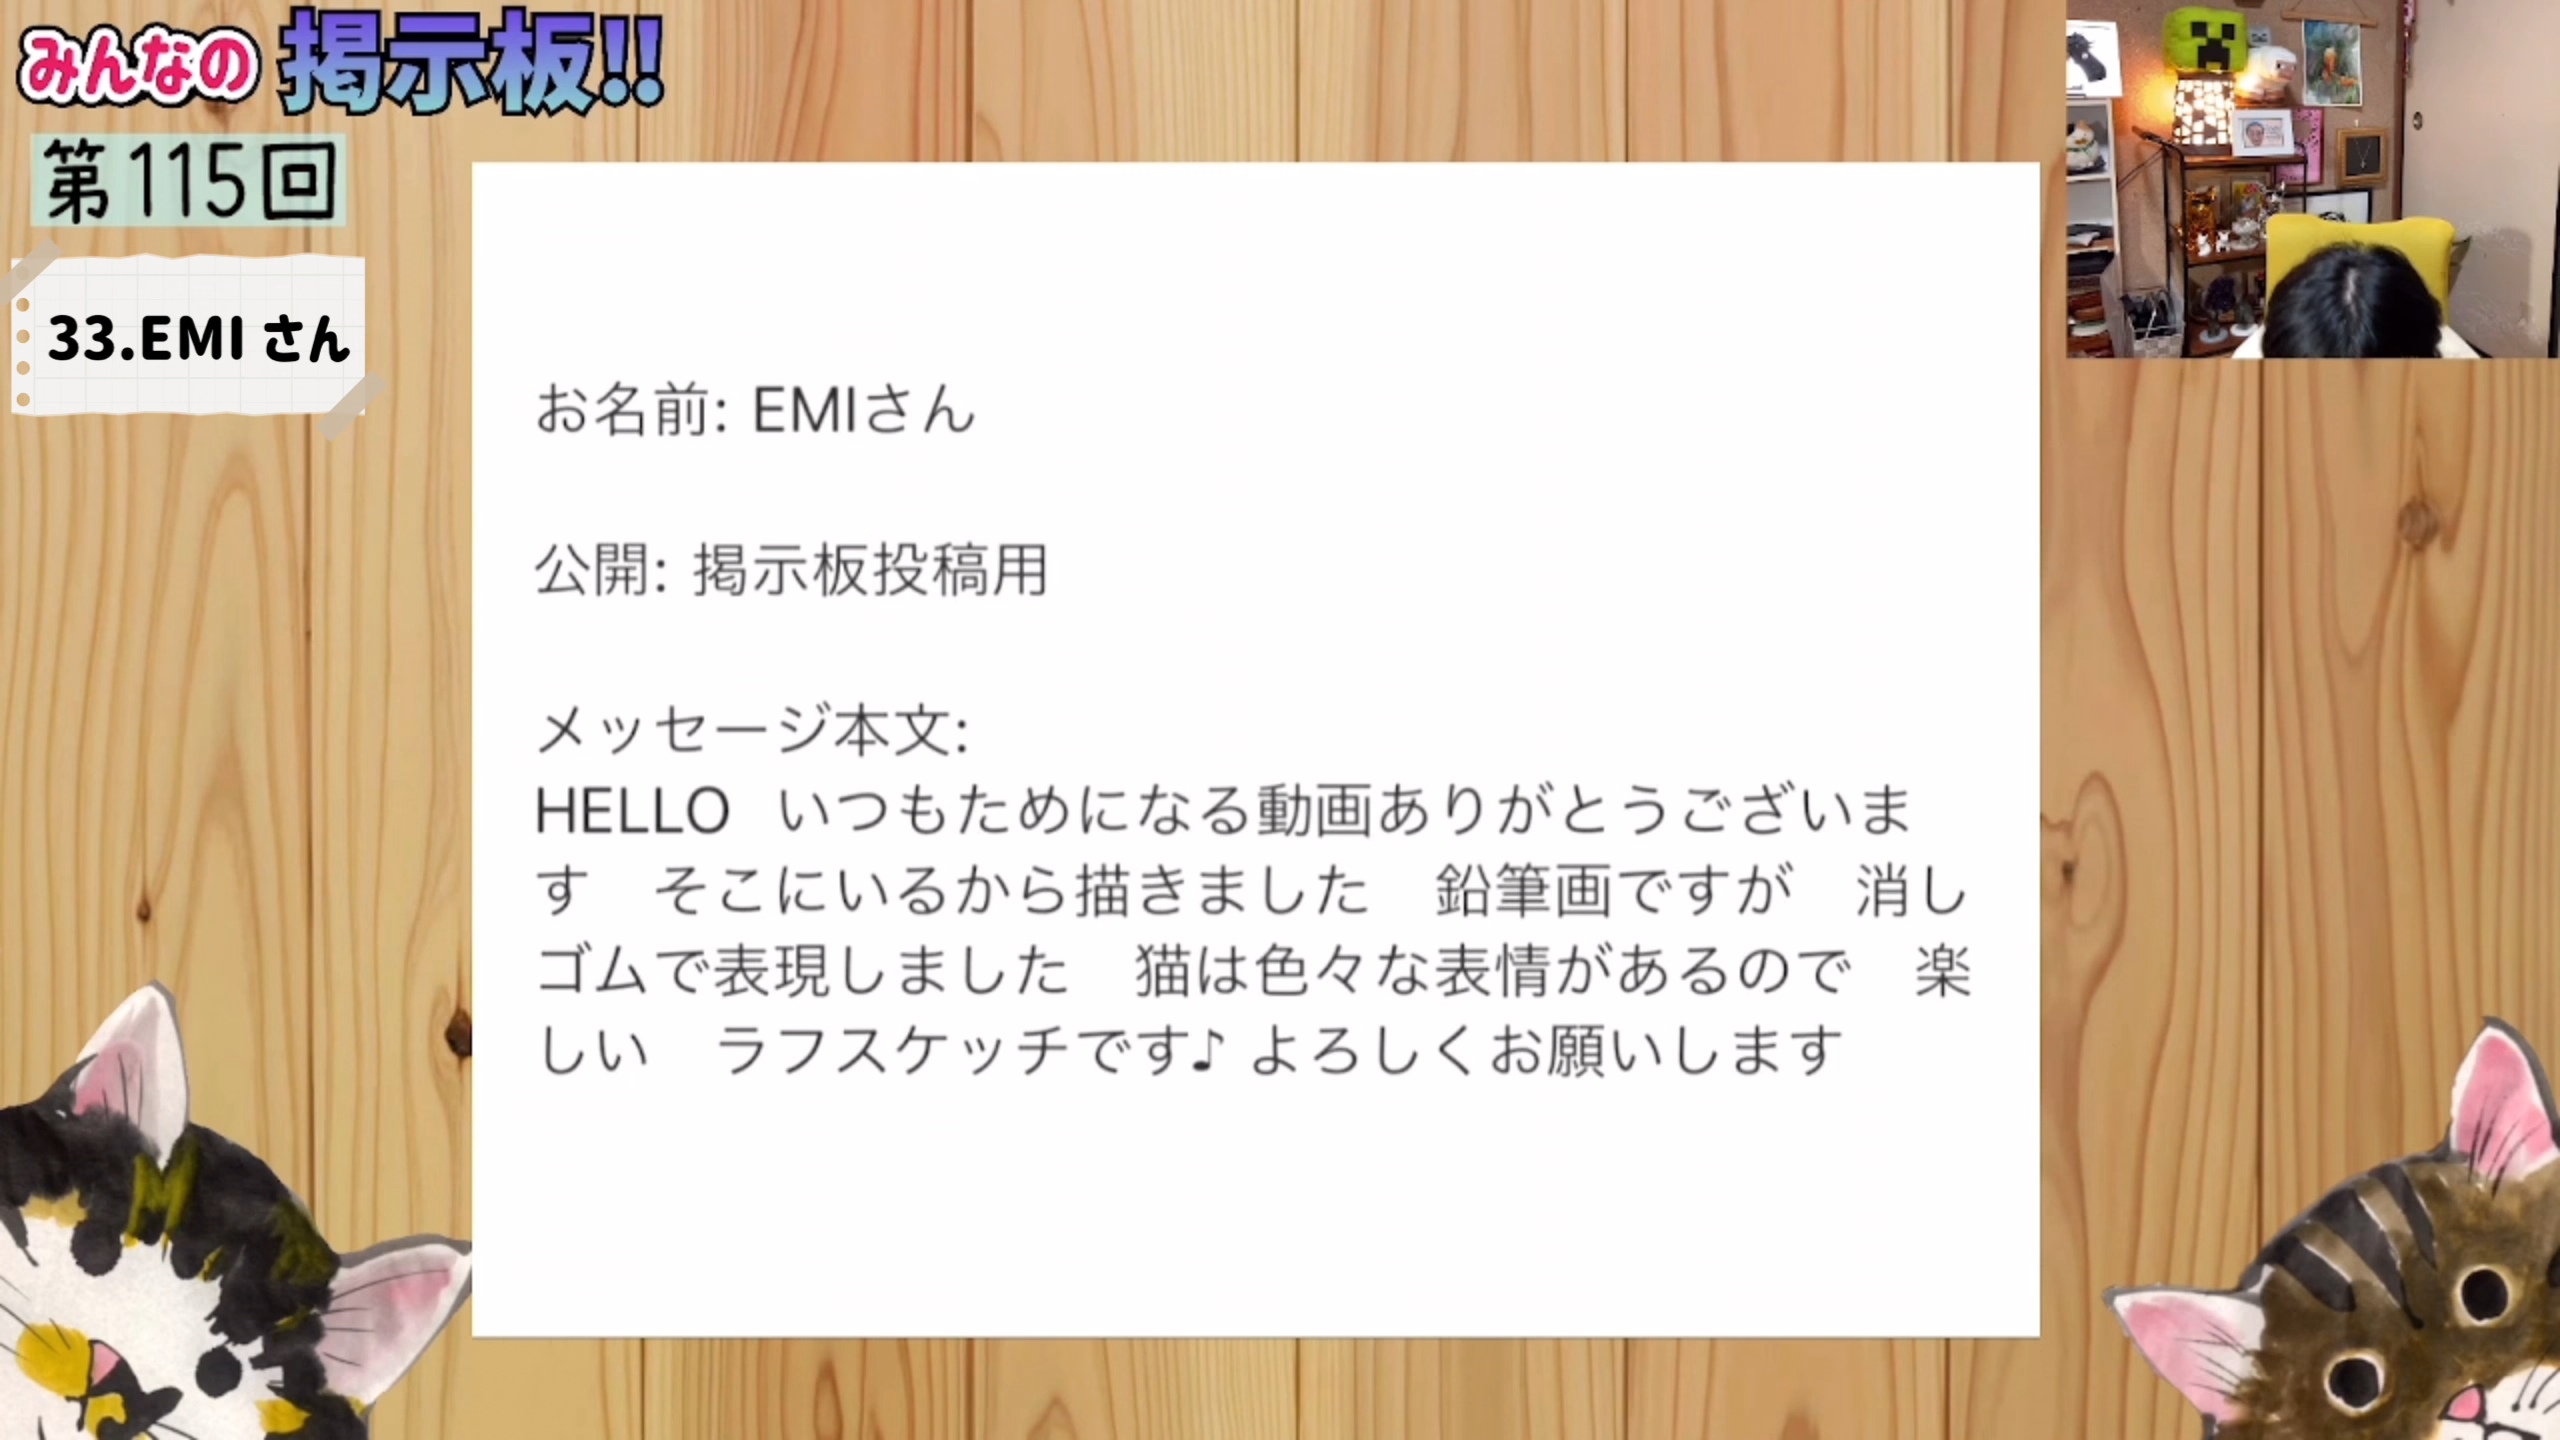 みんなの掲示板!!
第115回
33.EMIさん
お名前: EMIさん
公開: 掲示板投稿用
メッセージ本文:
HELLO いつもためになる動画ありがとうございま
す　そこにいるから描きました　鉛筆画ですが　消し
ゴムで表現しました　猫は色々な表情があるので　楽
しい　ラフスケッチです♪ よろしくお願いします